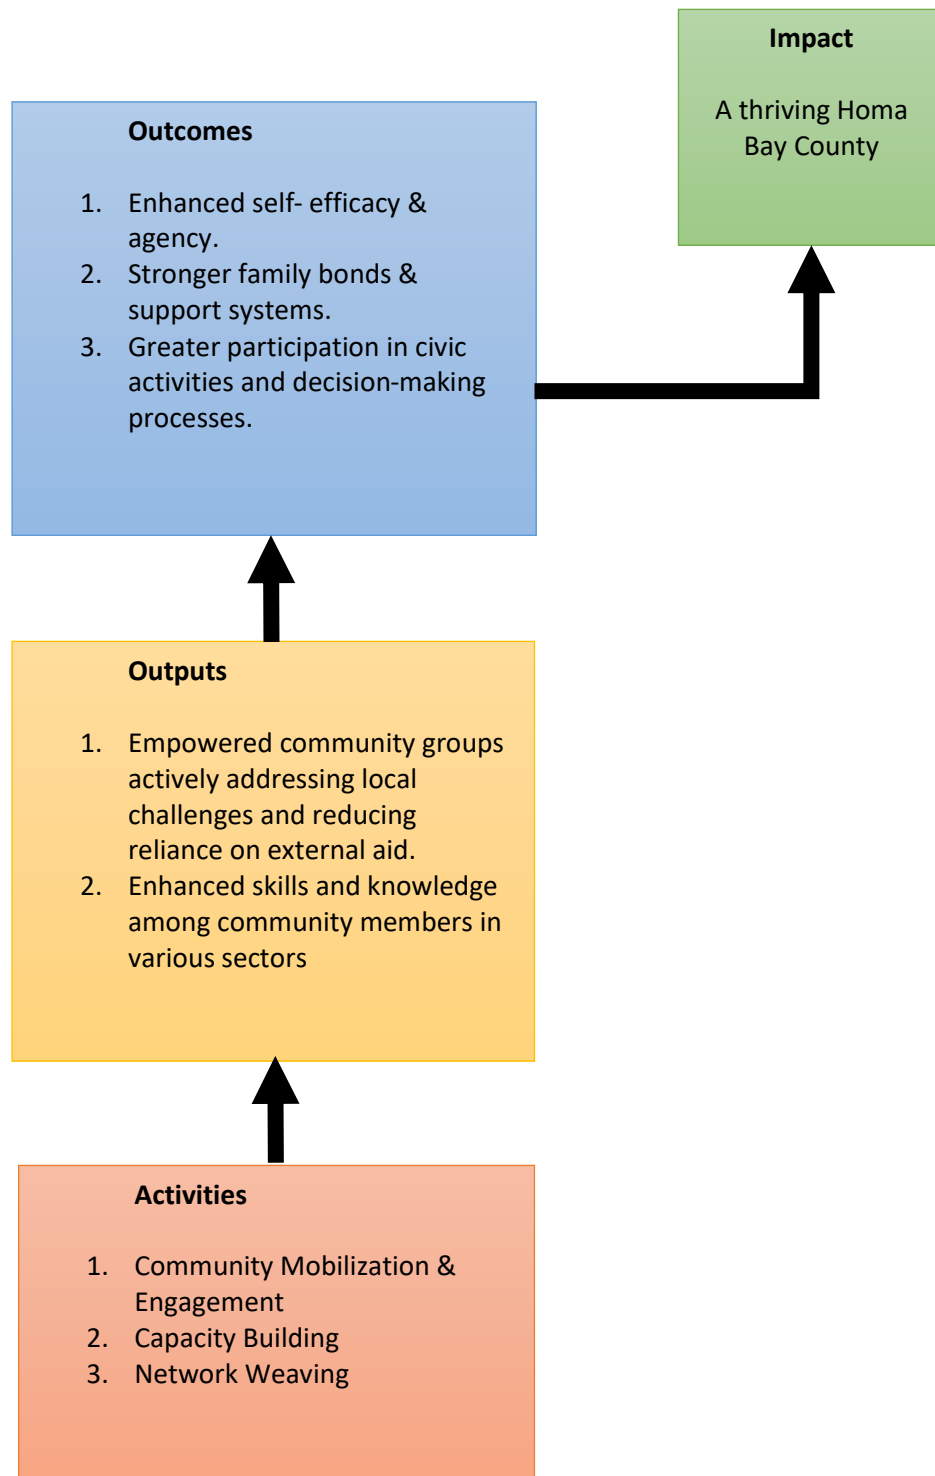 Impact
A thriving Homa
Bay County
Outcomes
1. Enhanced self- efficacy &
agency.
2. Stronger family bonds &
support systems.
3. Greater participation in civic
activities and decision-making
processes.
Outputs
1. Empowered community groups
actively addressing local
challenges and reducing
reliance on external aid.
2. Enhanced skills and knowledge
among community members in
various sectors
Activities
1. Community Mobilization &
Engagement
2. Capacity Building
3. Network Weaving